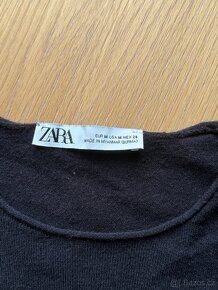 ZARA
EUR M USA M MEX 28
MADE IN MYANMAR (BURMA)